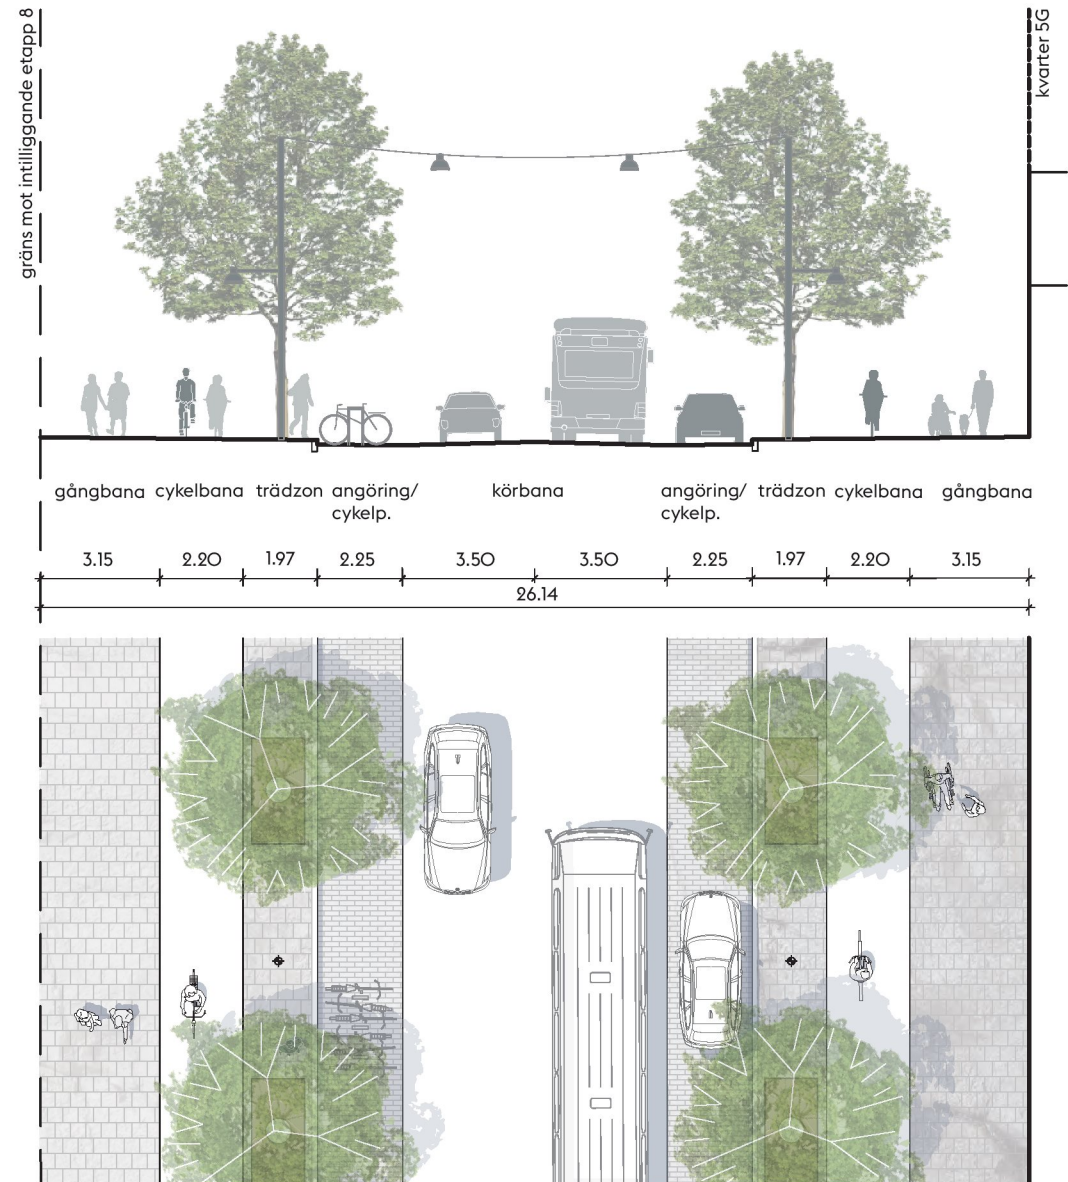 gräns mot intilliggande etapp 8
kvarter 5G
gångbana cykelbana trädzon angöring/ körbana angöring/ trädzon cykelbana gångbana
cykelp. cykelp.
3.15 2.20 1.97 2.25 3.50 3.50 2.25 1.97 2.20 3.15
26.14